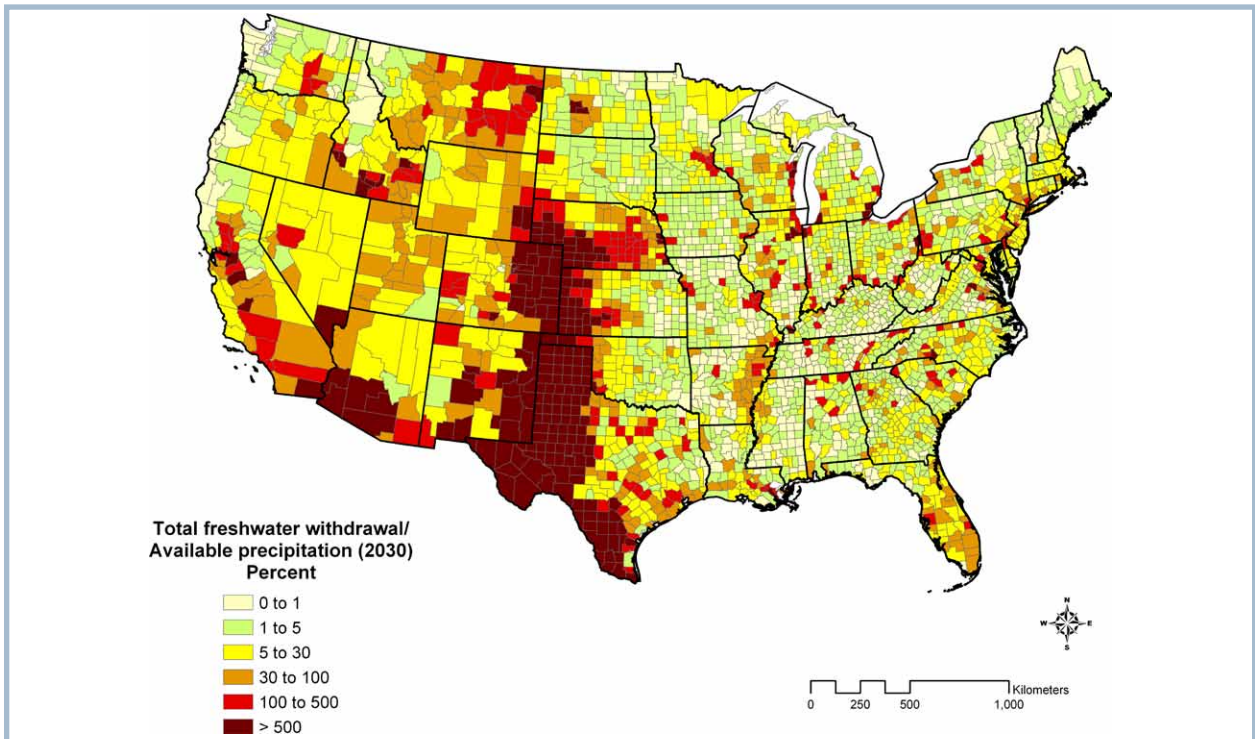 Total freshwater withdrawal/
Available precipitation (2030)
Percent
0 to 1
1 to 5
5 to 30
30 to 100
100 to 500
> 500
N
W E
S
Kilometers
0 250 500 1,000